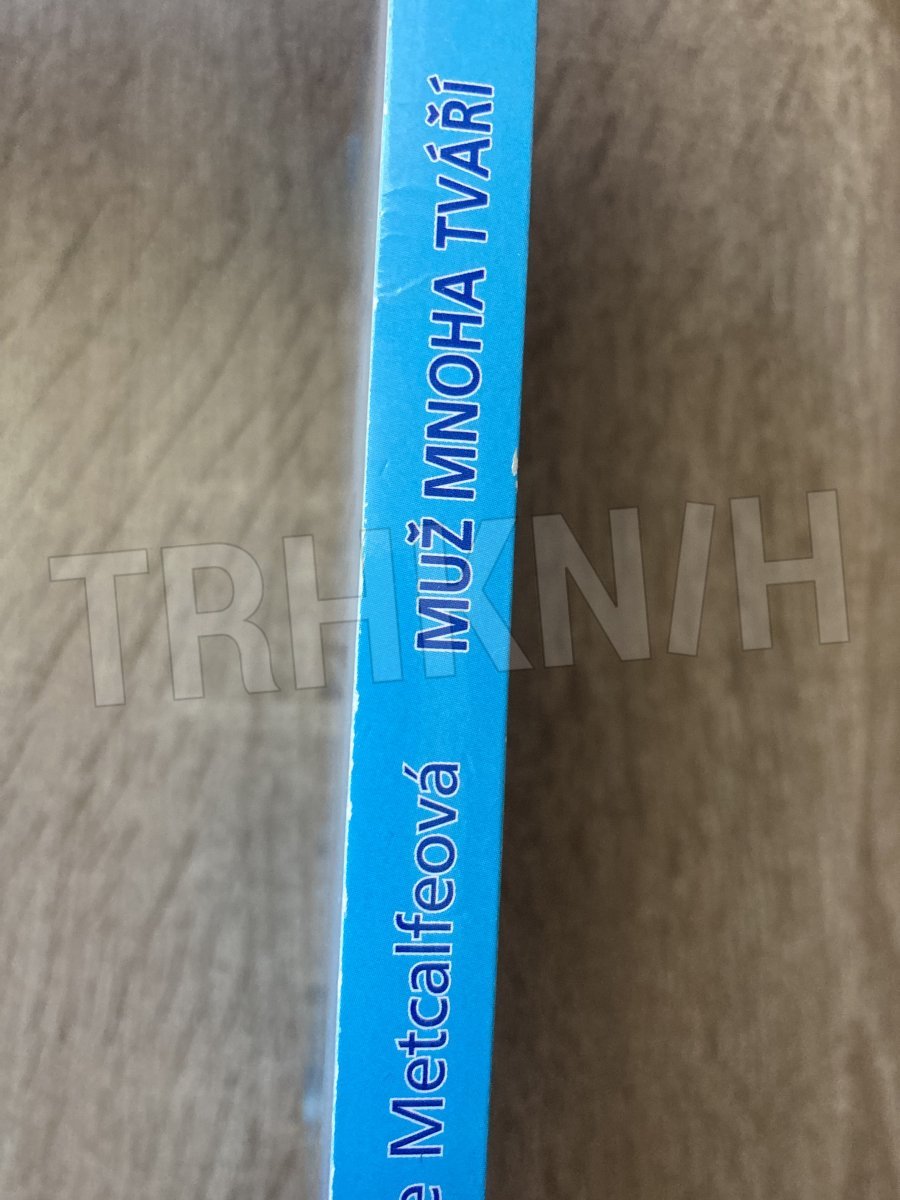 e Metcalfeová MUŽ MNOHA TVÁŘÍ
TRHKNIH